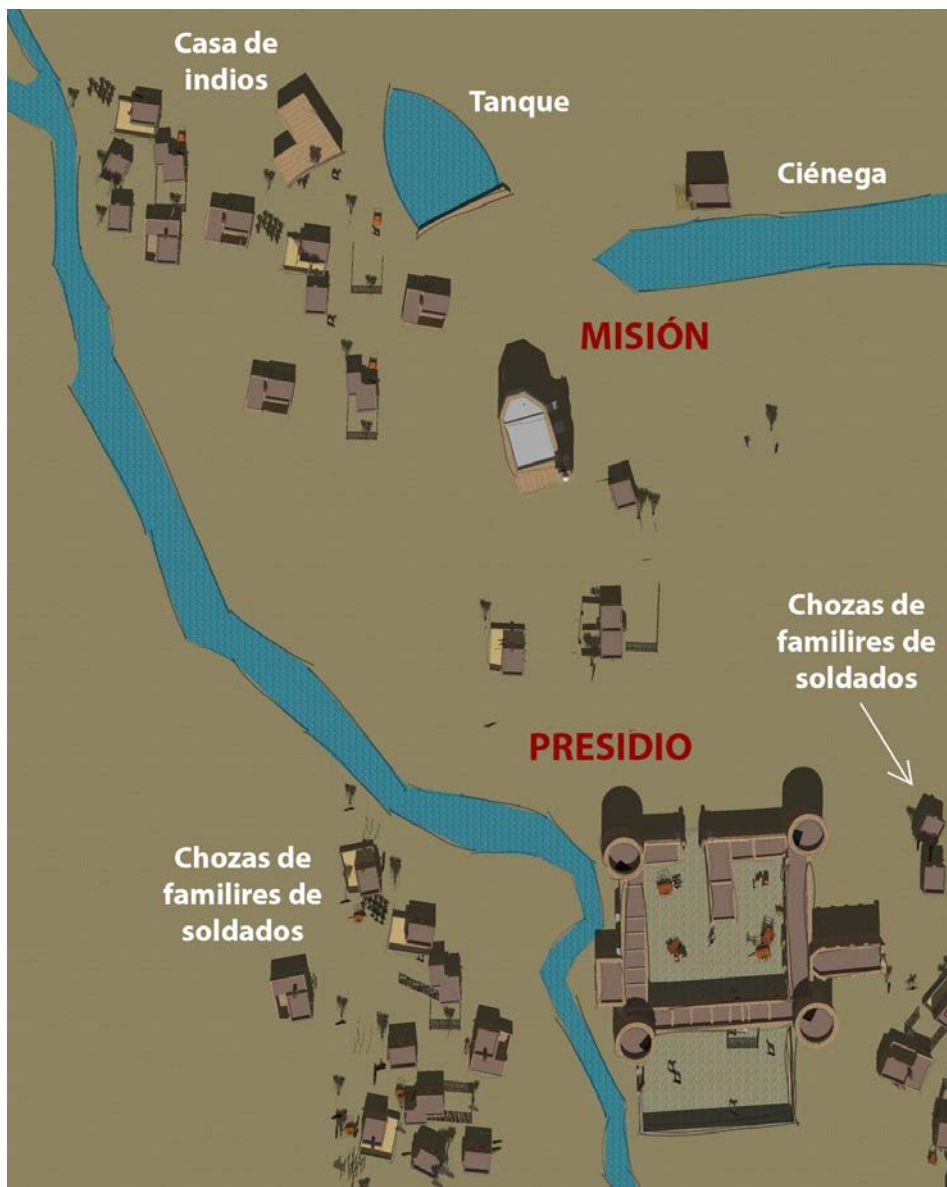 Casa de
indios
Tanque
Ciénega
MISIÓN
Chozas de
familires de
soldados
PRESIDIO
Chozas de
familires de
soldados